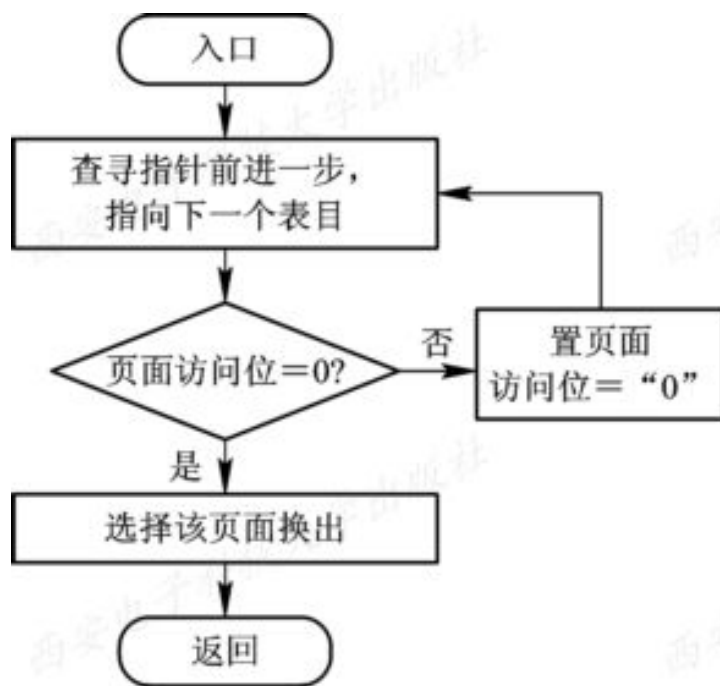 入口
查寻指针前进一步，
指向下一个表目
页面访问位＝0?
否
置页面
访问位＝“0”
是
选择该页面换出
返回